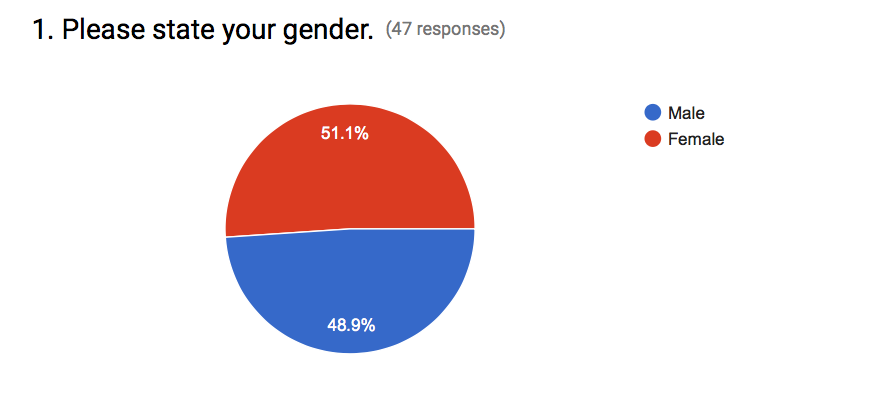 1. Please state your gender. (47 responses)
Male
Female
51.1%
48.9%